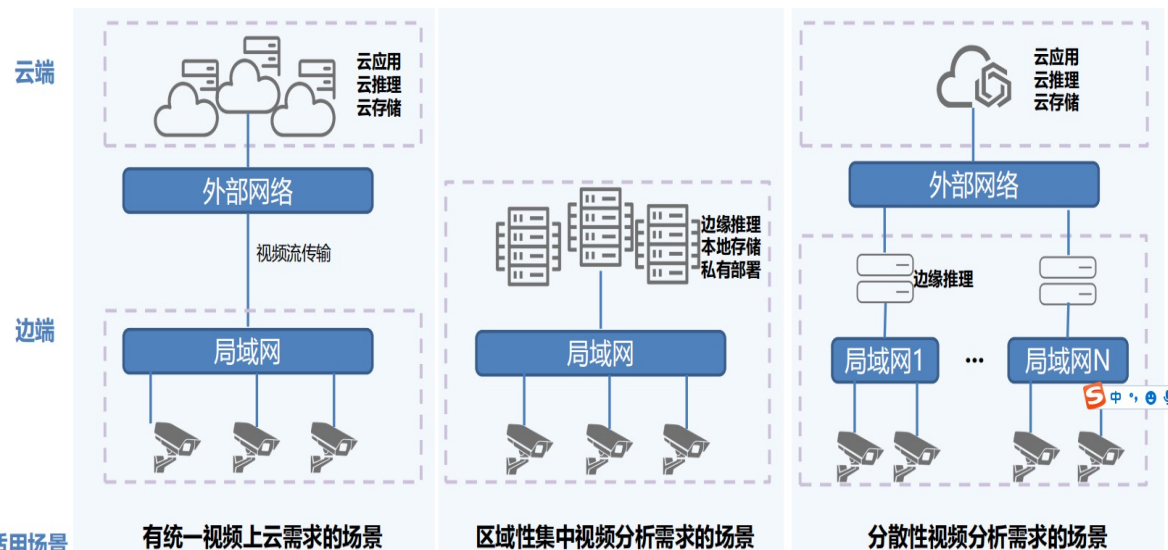 云端
云应用
云推理
云存储
外部网络
视频流传输
边端
局域网
有统一视频上云需求的场景
边缘推理
本地存储
私有部署
局域网
区域性集中视频分析需求的场景
云应用
云推理
云存储
外部网络
边缘推理
局域网1
...
局域网N
中
分散性视频分析需求的场景
适用场景